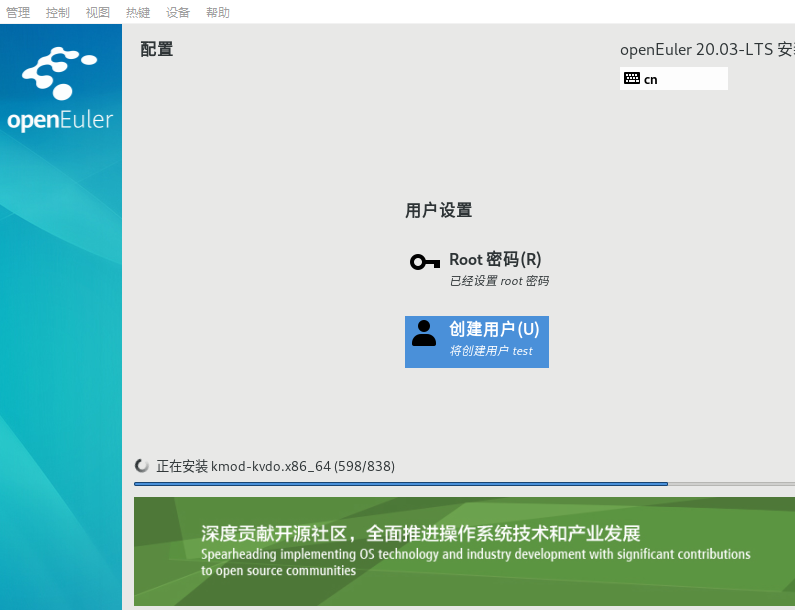 管理 控制 视图 热键 设备 帮助
openEuler
配置
openEuler 20.03-LTS 安
cn
用户设置
Root 密码(R)
已经设置 root 密码
创建用户(U)
将创建用户 test
正在安装 kmod-kvdo.x86_64 (598/838)
深度贡献开源社区，全面推进操作系统技术和产业发展
Spearheading implementing OS technology and industry development with significant contributions
to open source communities